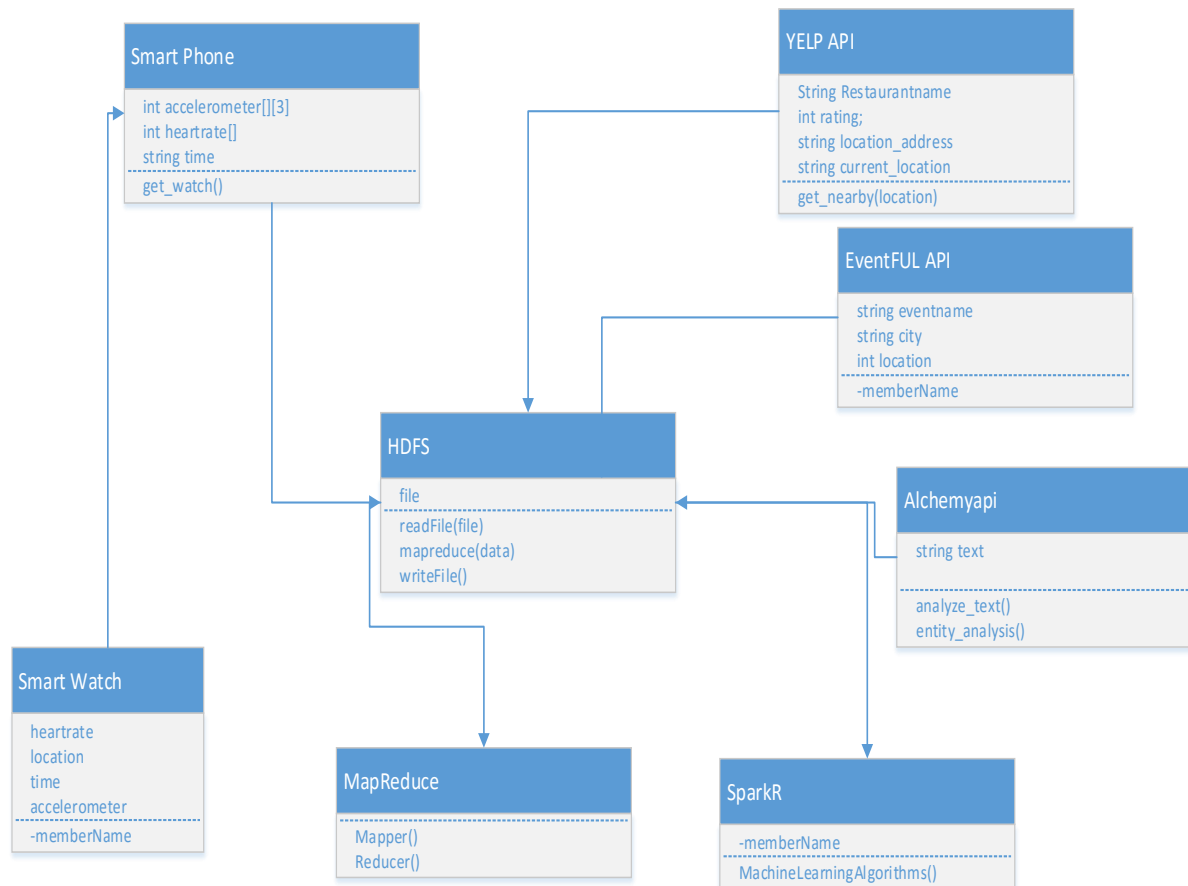 Smart Phone
int accelerometer[][3]
int heartrate[]
string time
get_watch()
YELP API
String Restaurantname
int rating;
string location_address
string current_location
get_nearby(location)
EventFUL API
string eventname
string city
int location
-memberName
HDFS
file
readFile(file)
mapreduce(data)
writeFile()
Alchemyapi
string text
analyze_text()
entity_analysis()
Smart Watch
heartrate
location
time
accelerometer
-memberName
MapReduce
Mapper()
Reducer()
SparkR
-memberName
MachineLearningAlgorithms()